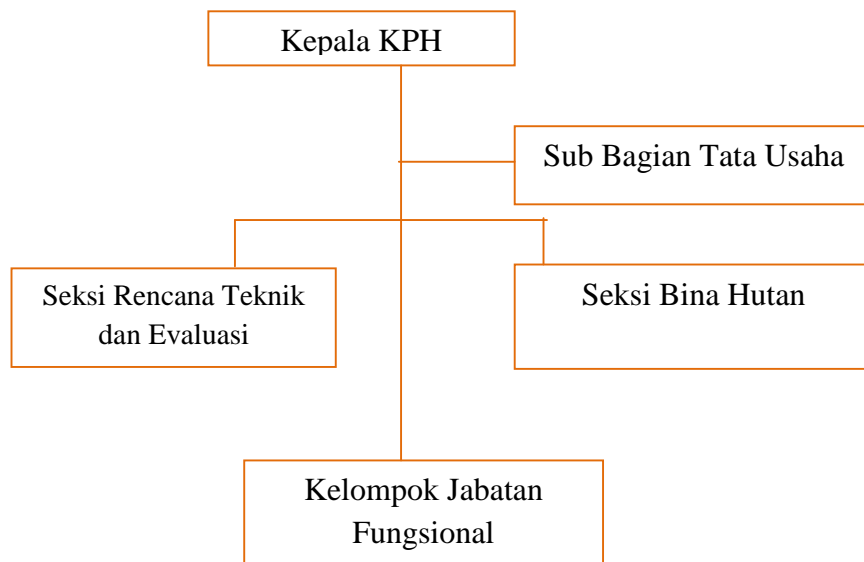 Kepala KPH
Sub Bagian Tata Usaha
Seksi Rencana Teknik
dan Evaluasi
Seksi Bina Hutan
Kelompok Jabatan
Fungsional